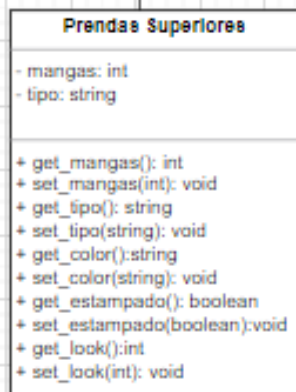 Prendas Superiores
- mangas: int
- tipo: string
+ get_mangas(): int
+ set_mangas(int): void
+ get_tipo(): string
+ set_tipo(string): void
+ get_color():string
+ set_color(string): void
+ get_estampado(): boolean
+ set_estampado(boolean):void
+ get_look():int
+ set_look(int): void